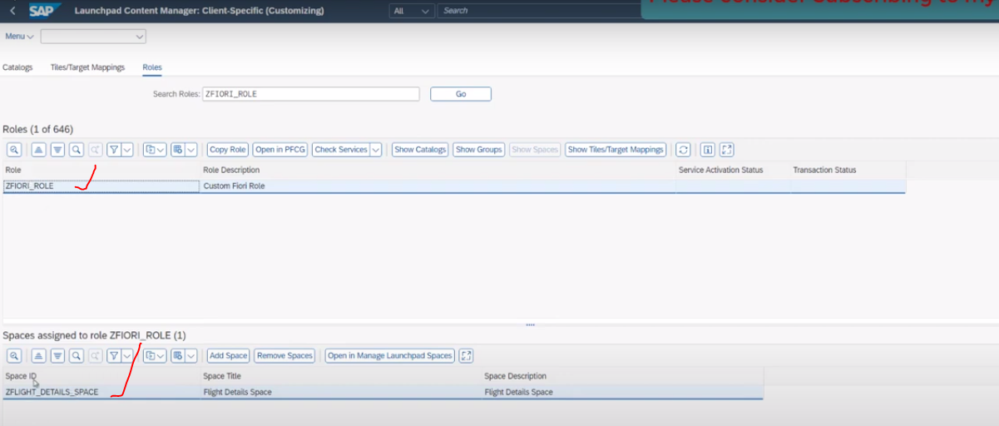 SAP Launchpad Content Manager: Client-Specific (Customizing) All Search
Please consider Subscribing to my
Menu
Catalogs Tiles/Target Mappings Roles
Search Roles: ZFIORI_ROLE Go
Roles (1 of 646)
Copy Role Open in PFCG Check Services Show Catalogs Show Groups Show Spaces Show Tiles/Target Mappings
Role Role Description Service Activation Status Transaction Status
ZFIORI_ROLE Custom Fiori Role
Spaces assigned to role ZFIORI_ROLE (1)
Add Space Remove Spaces Open in Manage Launchpad Spaces
Space ID Space Title Space Description
ZFLIGHT_DETAILS_SPACE Flight Details Space Flight Details Space